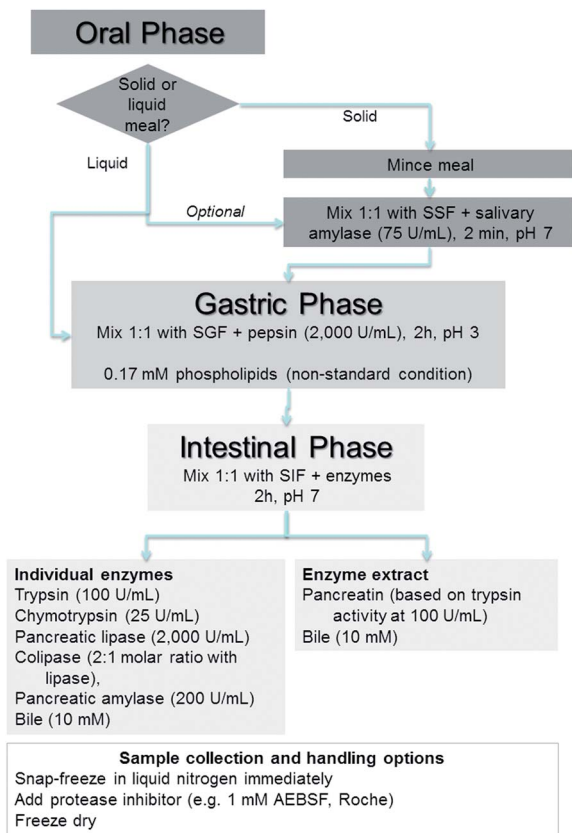 Oral Phase
Solid or
liquid
meal?
Solid
Liquid
Mince meal
Optional
Mix 1:1 with SSF + salivary
amylase (75 U/mL), 2 min, pH 7
Gastric Phase
Mix 1:1 with SGF + pepsin (2,000 U/mL), 2h, pH 3
0.17 mM phospholipids (non-standard condition)
Intestinal Phase
Mix 1:1 with SIF + enzymes
2h, pH 7
Individual enzymes
Trypsin (100 U/mL)
Chymotrypsin (25 U/mL)
Pancreatic lipase (2,000 U/mL)
Colipase (2:1 molar ratio with
lipase),
Pancreatic amylase (200 U/mL)
Bile (10 mM)
Enzyme extract
Pancreatin (based on trypsin
activity at 100 U/mL)
Bile (10 mM)
Sample collection and handling options
Snap-freeze in liquid nitrogen immediately
Add protease inhibitor (e.g. 1 mM AEBSF, Roche)
Freeze dry